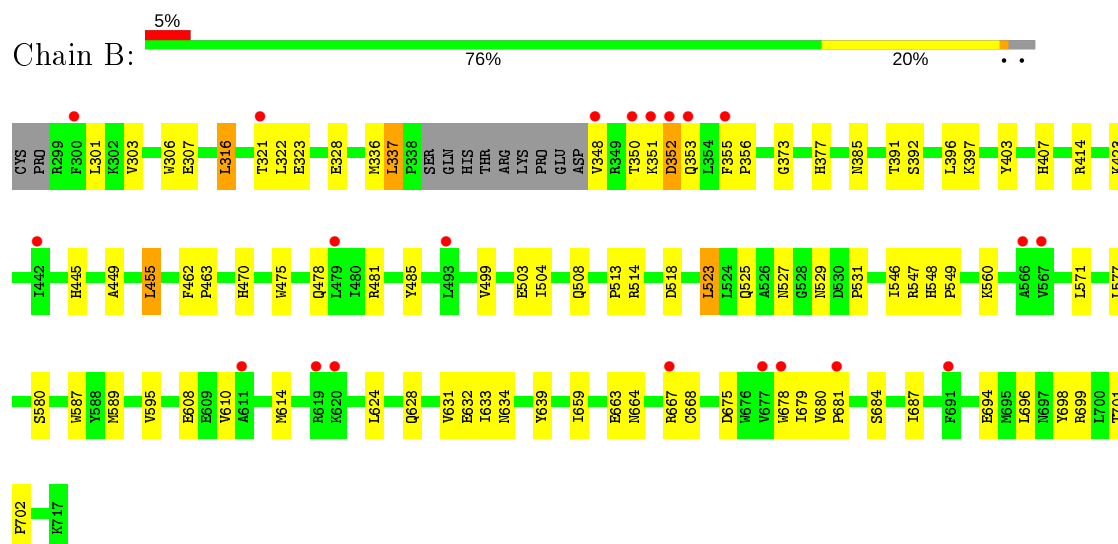 5%
Chain B:
76% 20% • •
CYS PRO R299 F300 L301 K302 V303 W306 E307 L316 T321 L322 E323 E328 M336 L337 P338 SER GLN HIS THR ARG LYS PRO GLU ASP V348 R349 T350 K351 D352 Q353 L354 F355 P356 G373 H377 N385 T391 S392 L396 K397 Y403 H407 R414 K423
I442 H445 A449 L455 F462 P463 H470 W475 Q478 L479 I480 R481 Y485 L493 V499 E503 I504 Q508 P513 R514 D518 L523 L524 Q525 A526 N527 G528 N529 D530 P531 I546 R547 H548 P549 K560 A566 V567 L571 L577
S580 W587 Y588 M589 V595 E608 E609 V610 A611 M614 R619 K620 L624 Q628 V631 E632 I633 N634 Y639 I659 E663 N664 R667 C668 D675 W676 V677 W678 I679 V680 P681 S684 I687 F691 E694 M695 L696 N697 Y698 R699 L700 T701
P702 K717